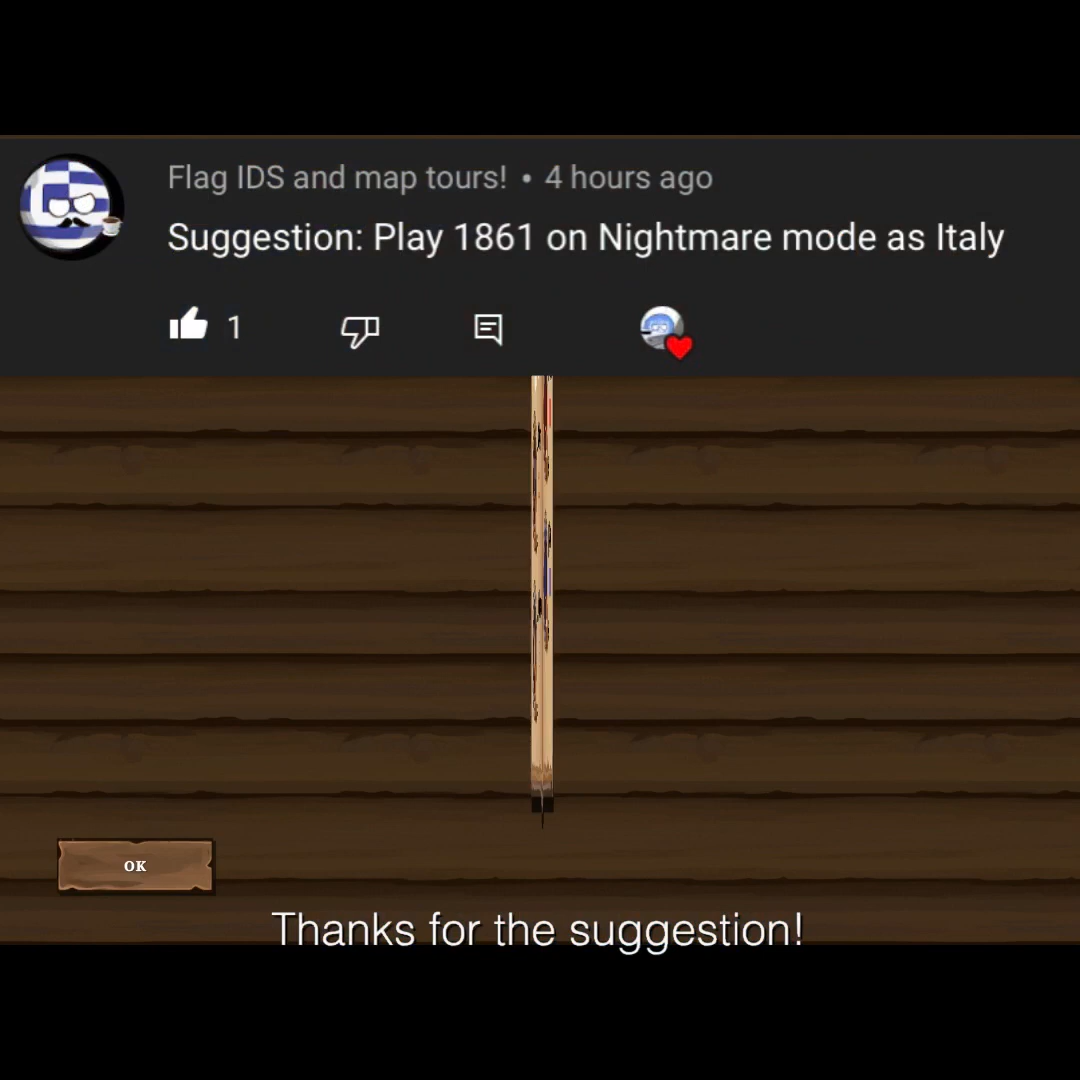 Flag IDS and map tours! • 4 hours ago
Suggestion: Play 1861 on Nightmare mode as Italy
1
OK
Thanks for the suggestion!